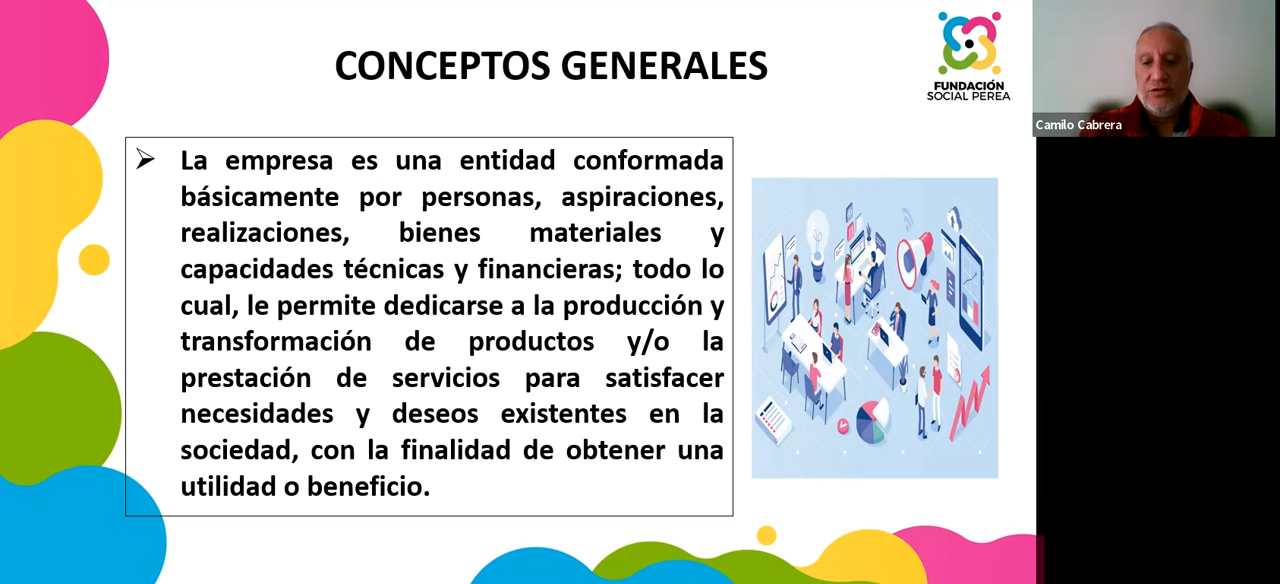 CONCEPTOS GENERALES
FUNDACIÓN
SOCIAL PEREA
Camilo Cabrera
➢ La empresa es una entidad conformada
básicamente por personas, aspiraciones,
realizaciones, bienes materiales y
capacidades técnicas y financieras; todo lo
cual, le permite dedicarse a la producción y
transformación de productos y/o la
prestación de servicios para satisfacer
necesidades y deseos existentes en la
sociedad, con la finalidad de obtener una
utilidad o beneficio.